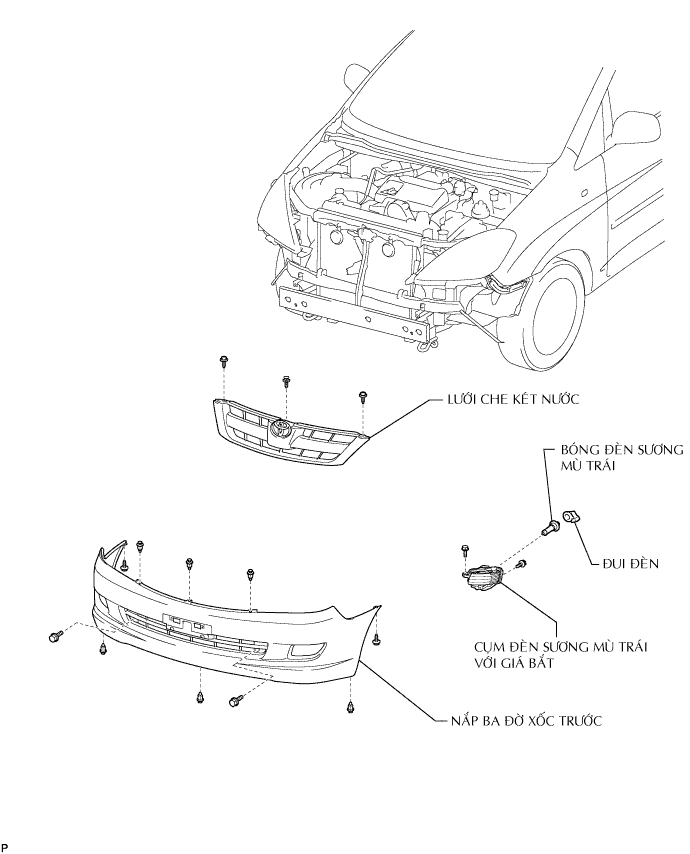 LƯỚI CHE KÉT NƯỚC
BÓNG ĐÈN SƯƠNG
MÙ TRÁI
ĐUI ĐÈN
CỤM ĐÈN SƯƠNG MÙ TRÁI
VỚI GIÁ BẮT
NẮP BA ĐỜ XỐC TRƯỚC
P